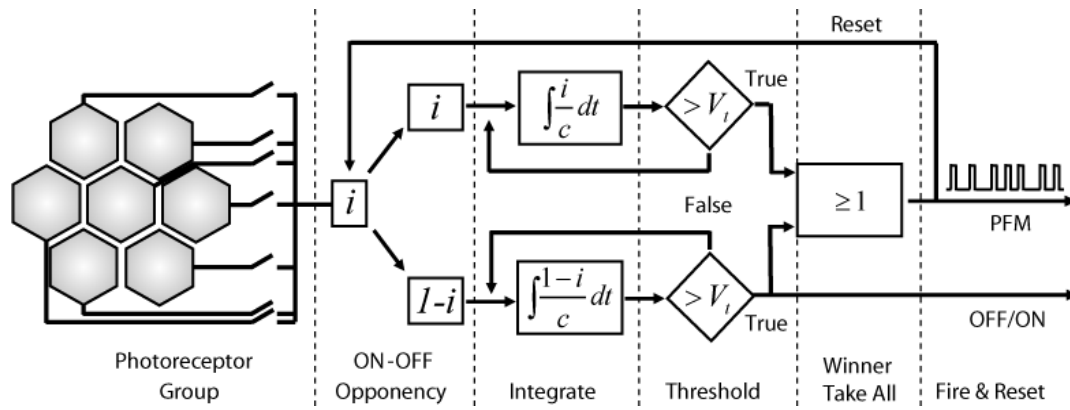 Reset
True
i
∫ i/c dt
> Vt
i
≥ 1
False
PFM
1-i
∫ 1-i/c dt
> Vt
True
OFF/ON
Photoreceptor
Group
ON-OFF
Opponency
Integrate
Threshold
Winner
Take All
Fire & Reset